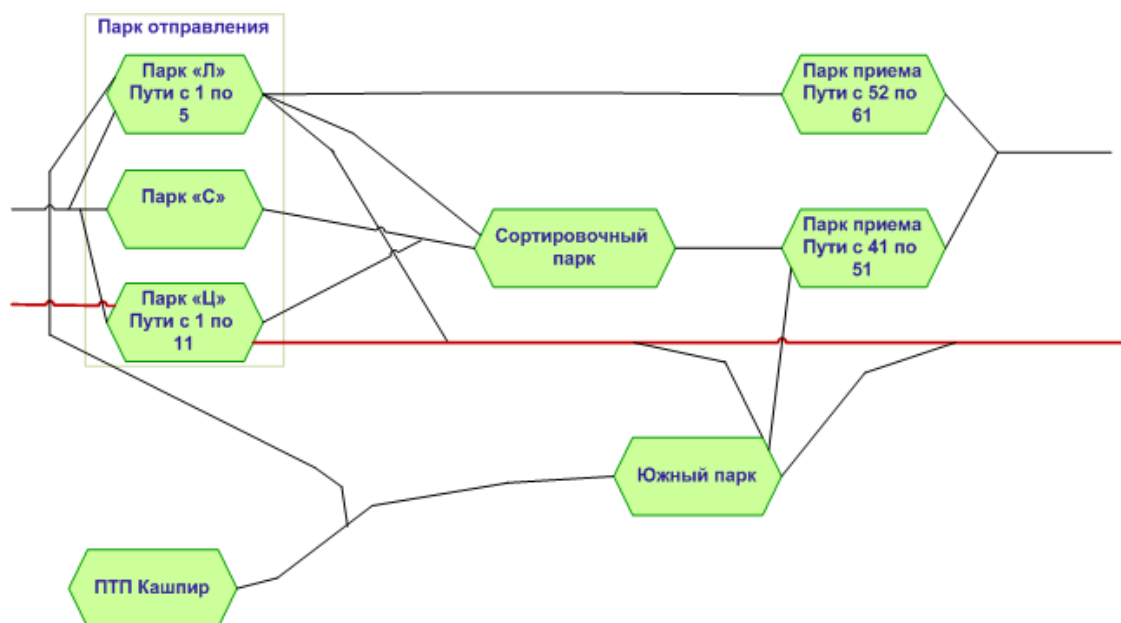 Парк отправления
Парк «Л»
Пути с 1 по
5
Парк приема
Пути с 52 по
61
Парк «С»
Сортировочный
парк
Парк приема
Пути с 41 по
51
Парк «Ц»
Пути с 1 по
11
Южный парк
ПТП Кашпир